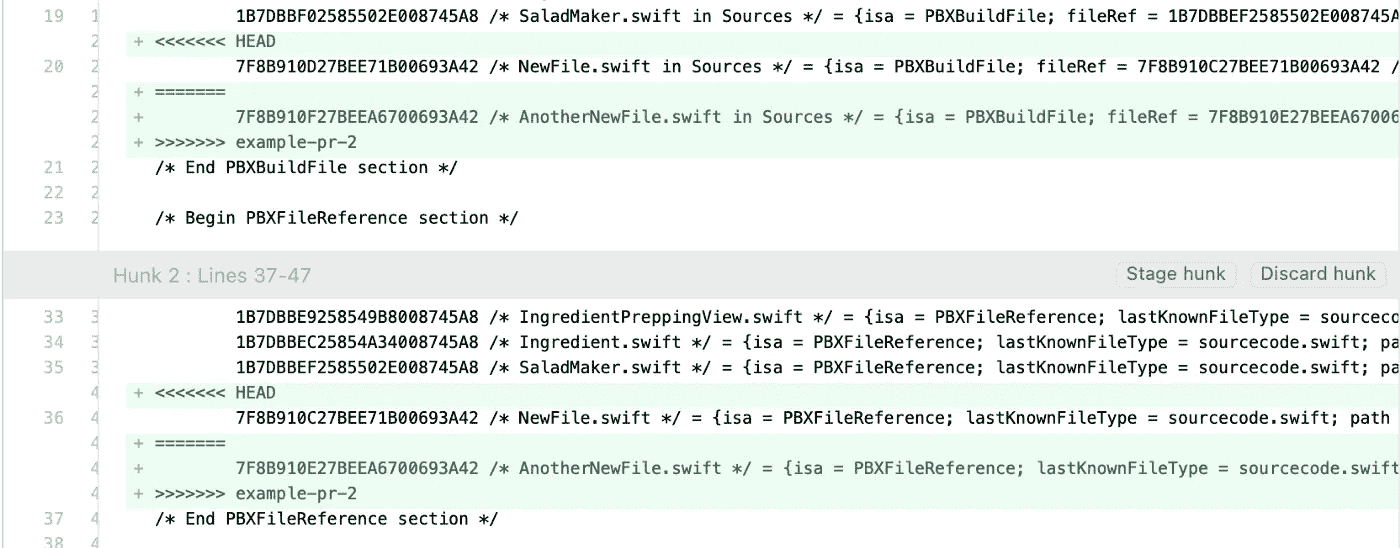 19 1 1B7DBBF02585502E008745A8 /* SaladMaker.swift in Sources */ = {isa = PBXBuildFile; fileRef = 1B7DBBEF2585502E008745A
2 + <<<<<<< HEAD
20 2 7F8B910D27BEE71B00693A42 /* NewFile.swift in Sources */ = {isa = PBXBuildFile; fileRef = 7F8B910C27BEE71B00693A42 /
2 + =======
2 + 7F8B910F27BEEA6700693A42 /* AnotherNewFile.swift in Sources */ = {isa = PBXBuildFile; fileRef = 7F8B910E27BEEA67006
2 + >>>>>>> example-pr-2
21 2 /* End PBXBuildFile section */
22 2
23 2 /* Begin PBXFileReference section */
Hunk 2 : Lines 37-47 Stage hunk Discard hunk
33 3 1B7DBBE9258549B8008745A8 /* IngredientPreppingView.swift */ = {isa = PBXFileReference; lastKnownFileType = sourceco
34 3 1B7DBBEC25854A34008745A8 /* Ingredient.swift */ = {isa = PBXFileReference; lastKnownFileType = sourcecode.swift; pa
35 3 1B7DBBEF2585502E008745A8 /* SaladMaker.swift */ = {isa = PBXFileReference; lastKnownFileType = sourcecode.swift; pa
4 + <<<<<<< HEAD
36 4 7F8B910C27BEE71B00693A42 /* NewFile.swift */ = {isa = PBXFileReference; lastKnownFileType = sourcecode.swift; path
4 + =======
4 + 7F8B910E27BEEA6700693A42 /* AnotherNewFile.swift */ = {isa = PBXFileReference; lastKnownFileType = sourcecode.swift
4 + >>>>>>> example-pr-2
37 4 /* End PBXFileReference section */
38 4